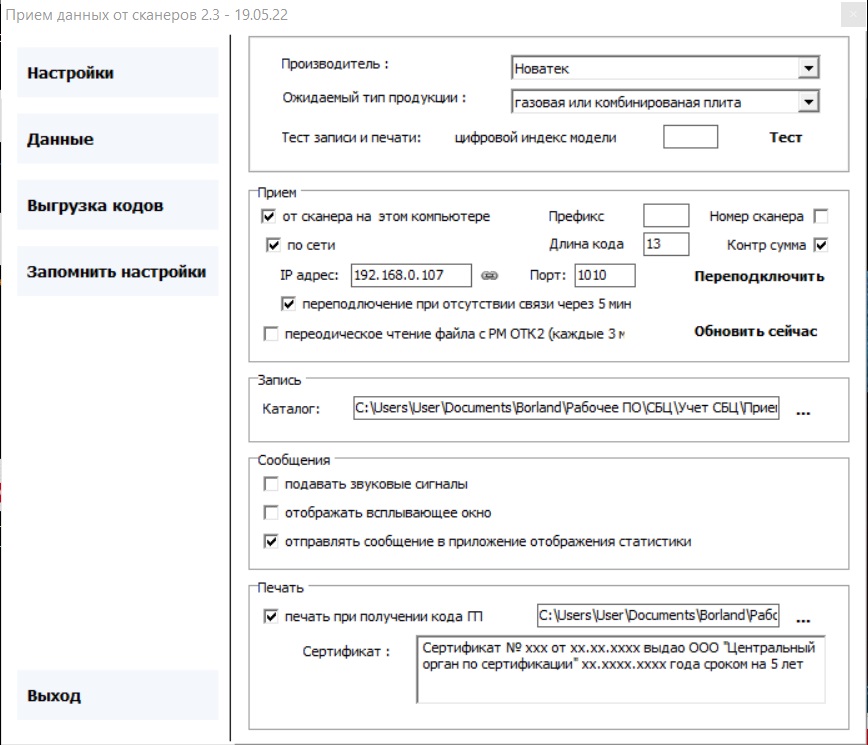 Прием данных от сканеров 2.3 - 19.05.22
Настройки
Данные
Выгрузка кодов
Запомнить настройки
Выход
Производитель : Новатек
Ожидаемый тип продукции : газовая или комбинированая плита
Тест записи и печати: цифровой индекс модели Тест
Прием
от сканера на этом компьютере Префикс Номер сканера
по сети Длина кода 13 Контр сумма
IP адрес: 192.168.0.107 Порт: 1010 Переподключить
переподлючение при отсутствии связи через 5 мин
переодическое чтение файла с РМ ОТК2 (каждые 3 Обновить сейчас
Запись
Каталог: C:\Users\User\Documents\Borland\Рабочее ПО\СБЦ\Учет СБЦ\Прием ...
Сообщения
подавать звуковые сигналы
отображать всплывающее окно
отправлять сообщение в приложение отображения статистики
Печать
печать при получении кода ГП C:\Users\User\Documents\Borland\Рабо ...
Сертификат : Сертификат № xxx от xx.xx.xxxx выдао ООО "Центральный
орган по сертификации" xx.xxxx.xxxx года сроком на 5 лет